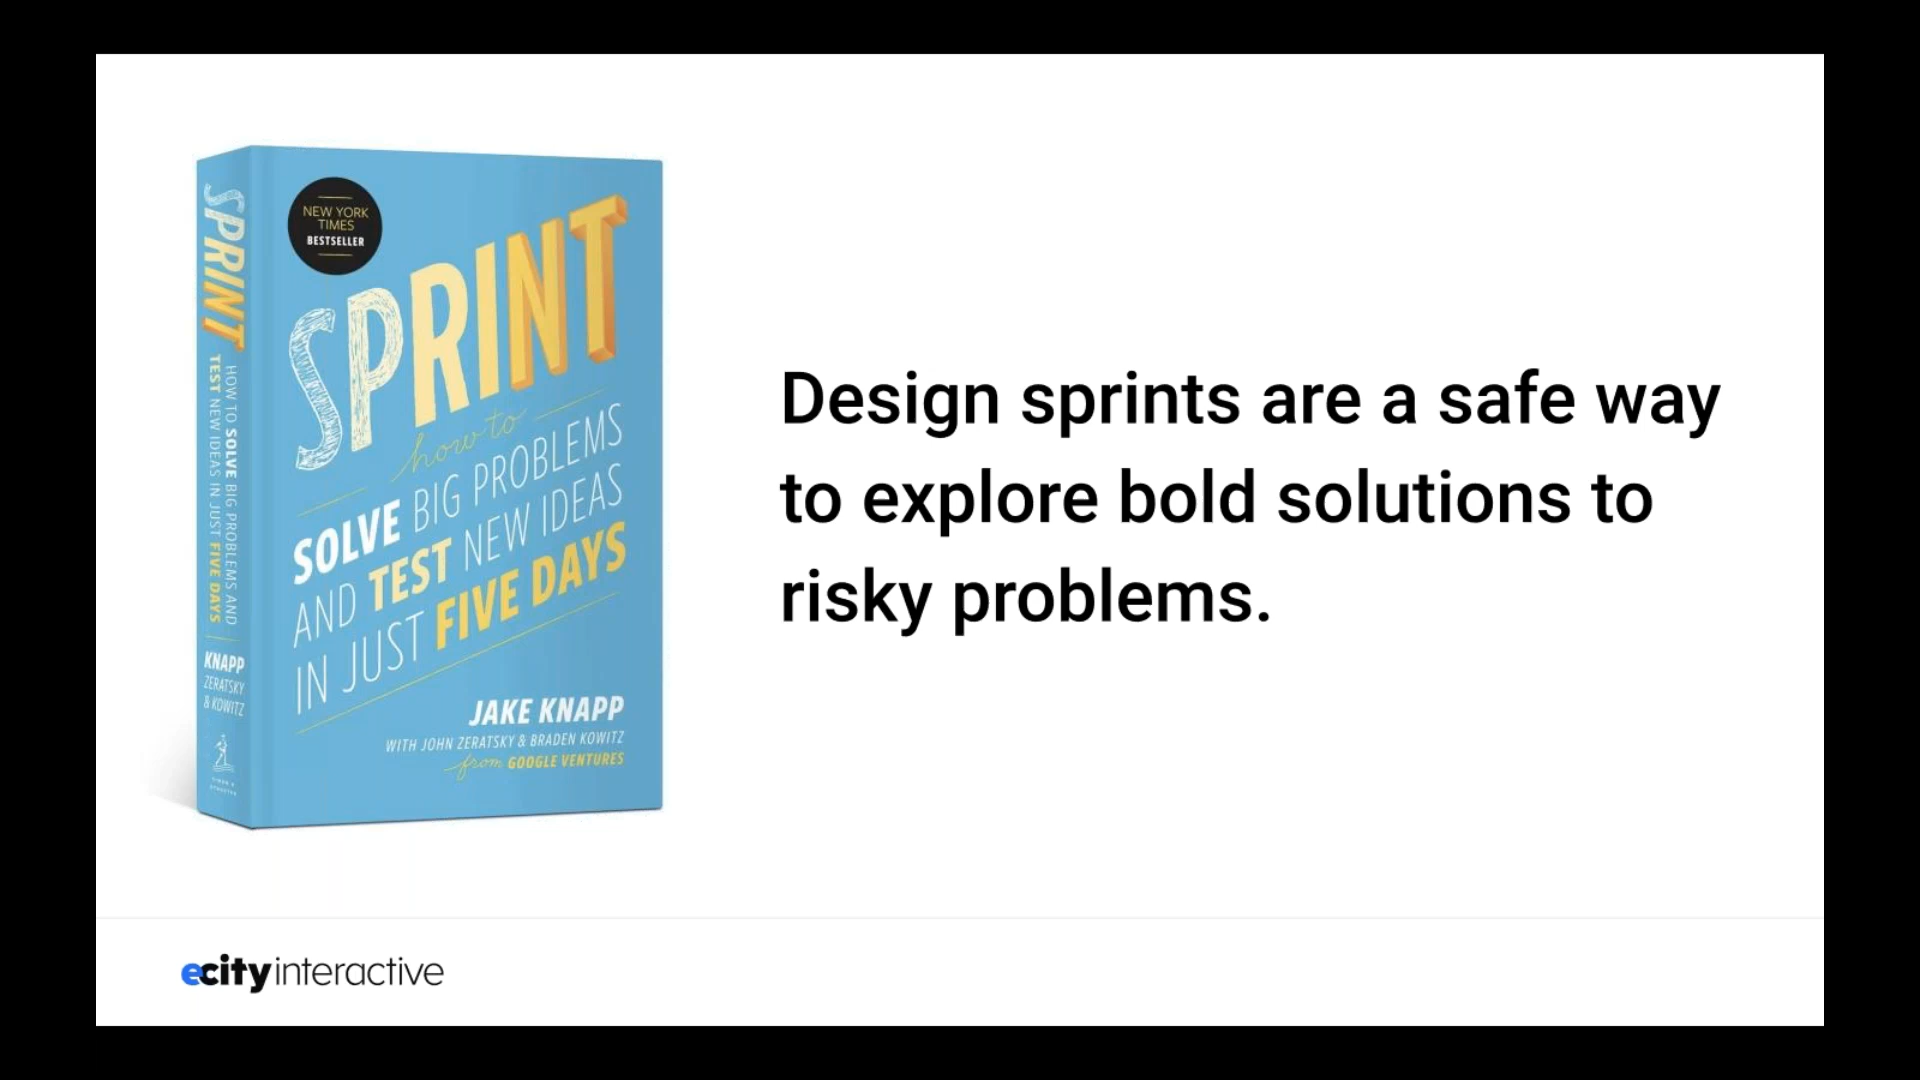 SPRINT
HOW TO SOLVE BIG PROBLEMS AND
TEST NEW IDEAS IN JUST FIVE DAYS
KNAPP
ZERATSKY
& KOWITZ
NEW YORK
TIMES
BESTSELLER
SPRINT
how to
SOLVE BIG PROBLEMS
AND TEST NEW IDEAS
IN JUST FIVE DAYS
JAKE KNAPP
WITH JOHN ZERATSKY & BRADEN KOWITZ
from GOOGLE VENTURES
Design sprints are a safe way
to explore bold solutions to
risky problems.
ecity interactive